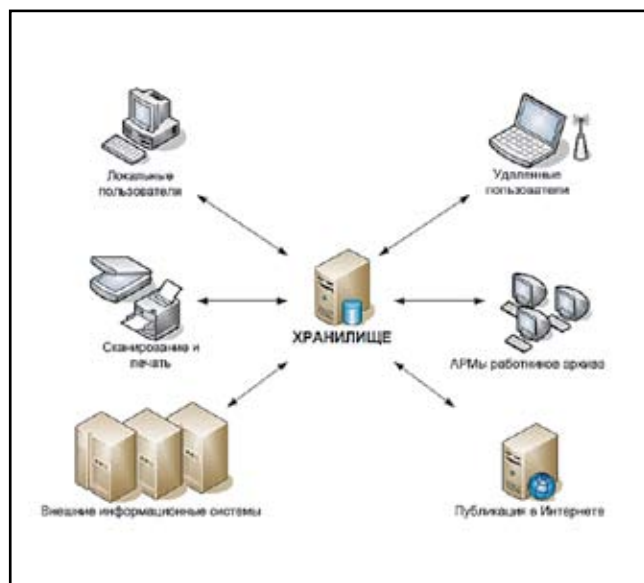 Локальные
пользователи
Удаленные
пользователи
Сканирование и
печать
ХРАНИЛИЩЕ
АРМы работников архива
Внешние информационные системы
Публикация в Интернете